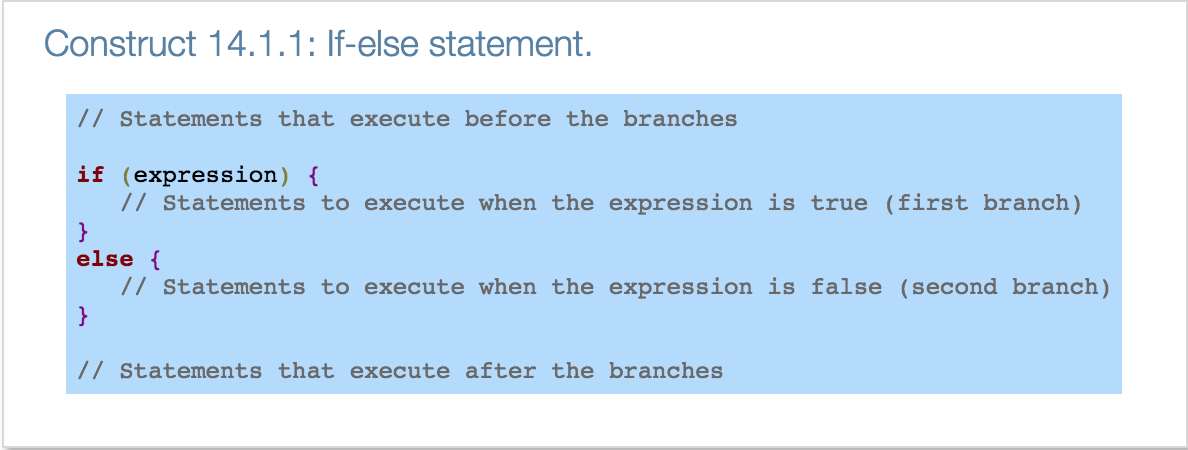 Construct 14.1.1: If-else statement.
// Statements that execute before the branches
if (expression) {
   // Statements to execute when the expression is true (first branch)
}
else {
   // Statements to execute when the expression is false (second branch)
}
// Statements that execute after the branches